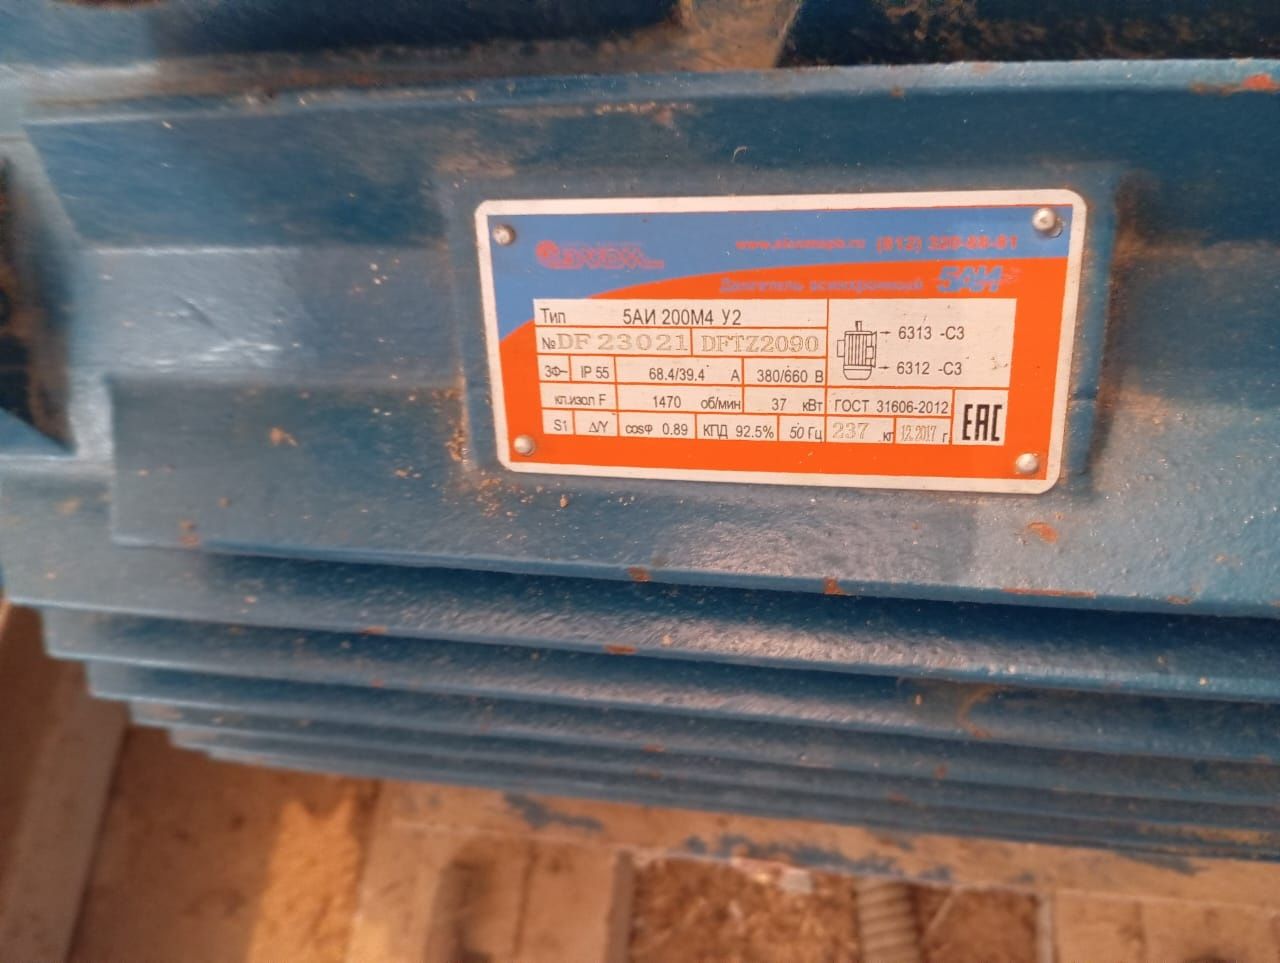 www.elcomspb.ru (812) 320-88-81
Двигатель асинхронный 5АИ
Тип 5АИ 200М4 У2
№ DF 23021 DFTZ2090
3Ф~ IP 55 68.4/39.4 А 380/660 В
кл.изол F 1470 об/мин 37 кВт
S1 Δ/Y cosφ 0.89 КПД 92.5% 50 Гц 237 кг 12.2017 г.
6313 -С3
6312 -С3
ГОСТ 31606-2012
EAC